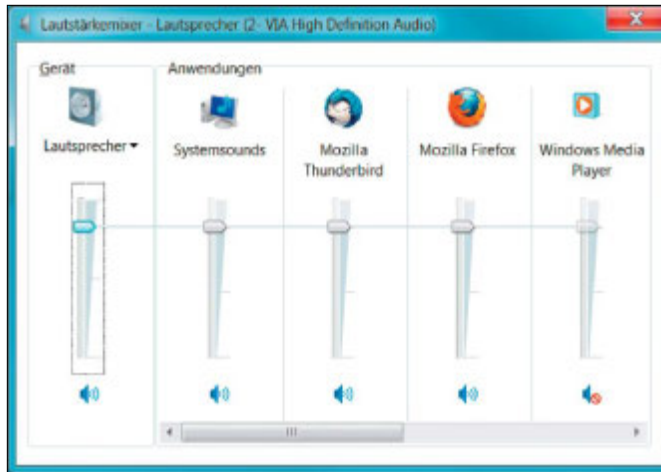 Lautstärkemixer - Lautsprecher (2- VIA High Definition Audio)
Gerät
Anwendungen
Lautsprecher
Systemsounds
Mozilla
Thunderbird
Mozilla Firefox
Windows Media
Player